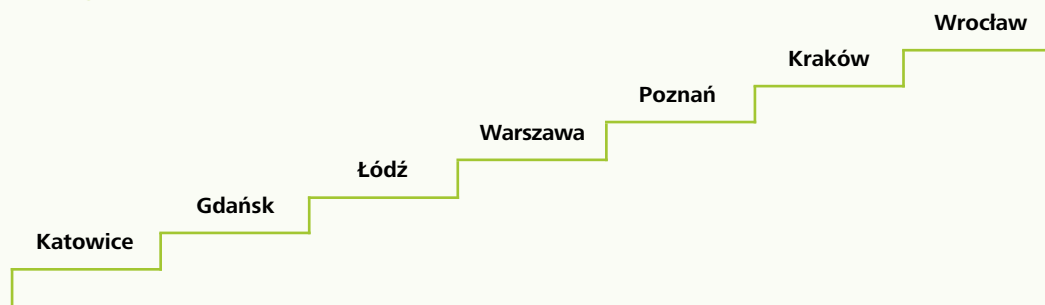 Wrocław
Kraków
Poznań
Warszawa
Łódź
Gdańsk
Katowice